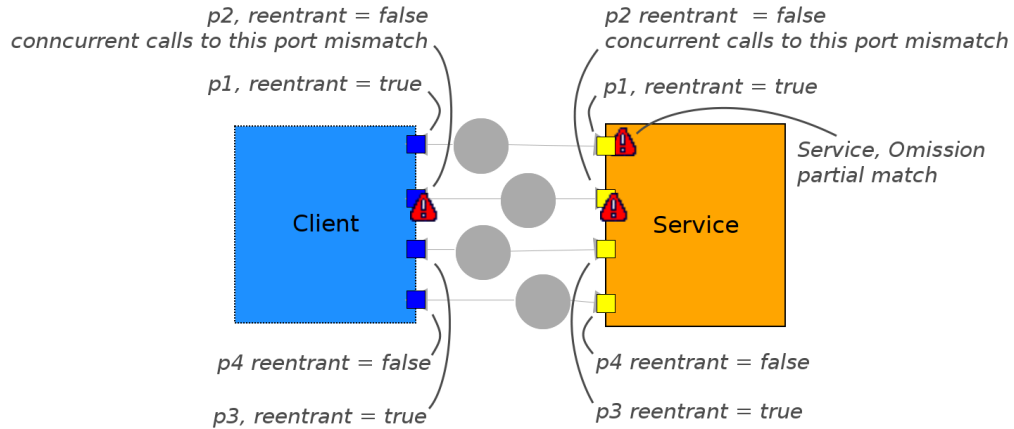 p2, reentrant = false
conncurrent calls to this port mismatch
p1, reentrant = true
p2 reentrant = false
concurrent calls to this port mismatch
p1, reentrant = true
Service, Omission
partial match
Client
Service
p4 reentrant = false
p3, reentrant = true
p4 reentrant = false
p3 reentrant = true